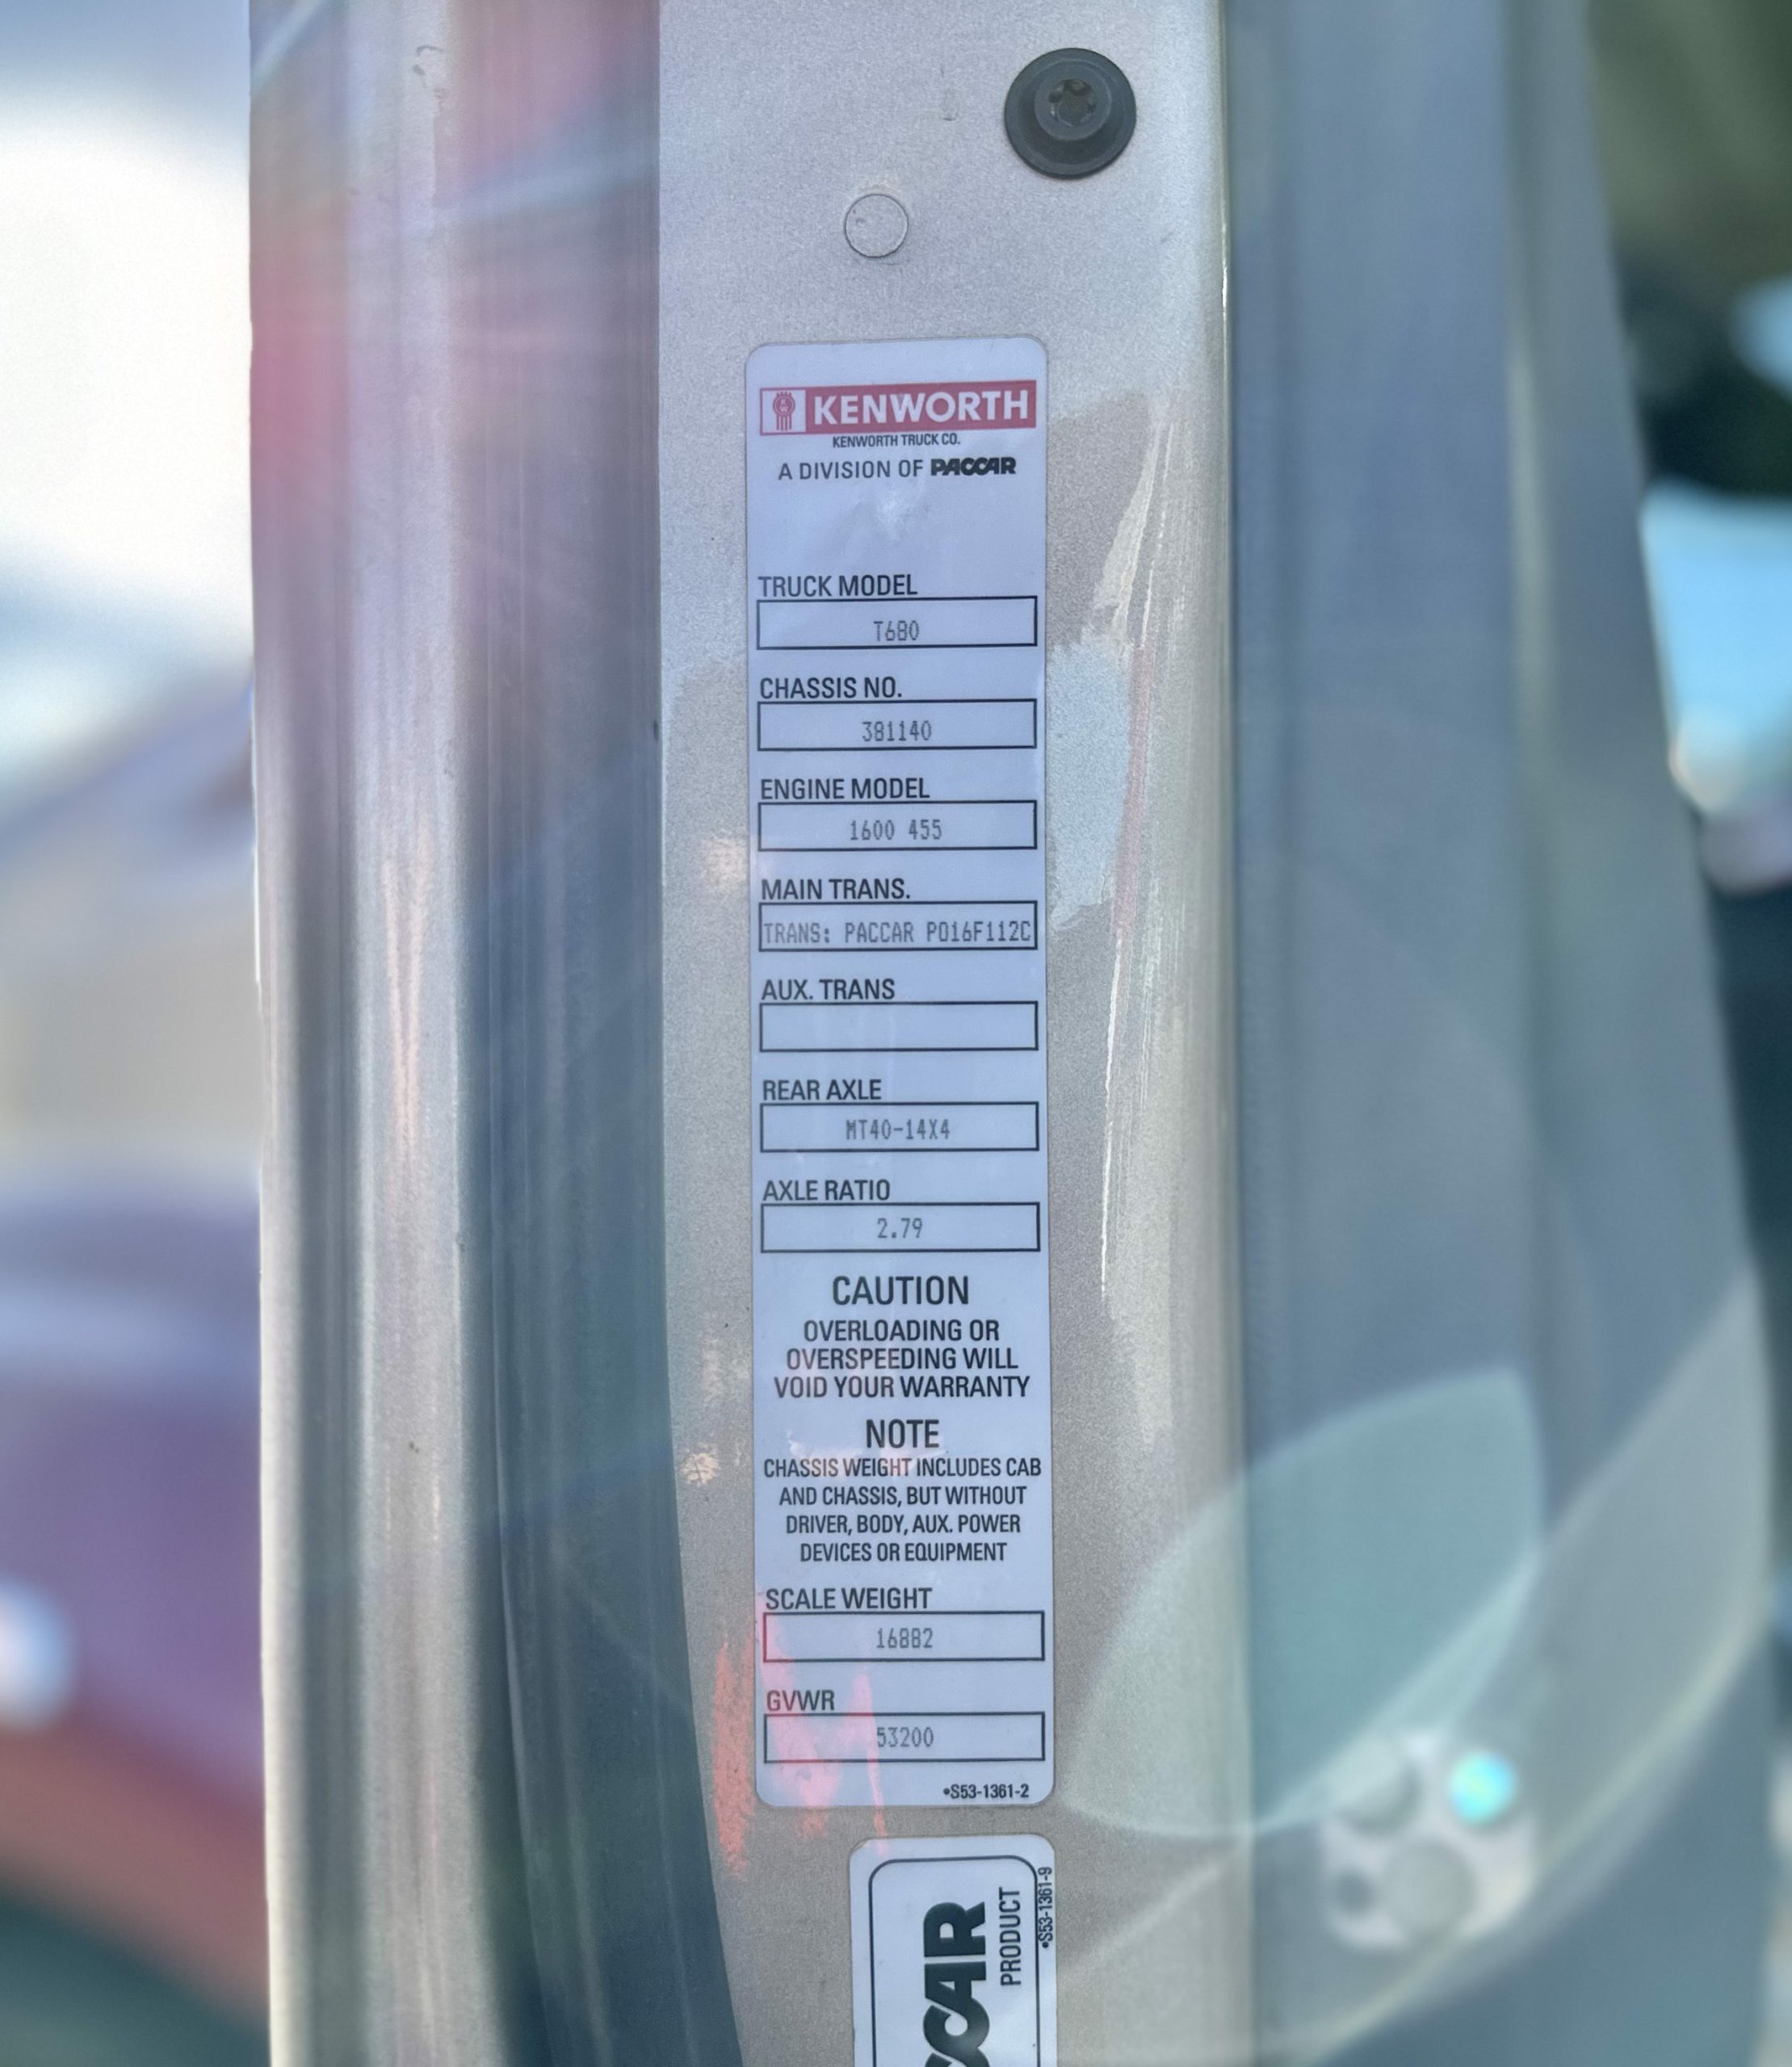 KENWORTH
KENWORTH TRUCK CO.
A DIVISION OF PACCAR
TRUCK MODEL
T680
CHASSIS NO.
381140
ENGINE MODEL
1600 455
MAIN TRANS.
TRANS: PACCAR PO16F112C
AUX. TRANS
REAR AXLE
MT40-14X4
AXLE RATIO
2.79
CAUTION
OVERLOADING OR
OVERSPEEDING WILL
VOID YOUR WARRANTY
NOTE
CHASSIS WEIGHT INCLUDES CAB
AND CHASSIS, BUT WITHOUT
DRIVER, BODY, AUX. POWER
DEVICES OR EQUIPMENT
SCALE WEIGHT
16882
GVWR
53200
•S53-1361-2
CAR
PRODUCT
•S53-1361-9